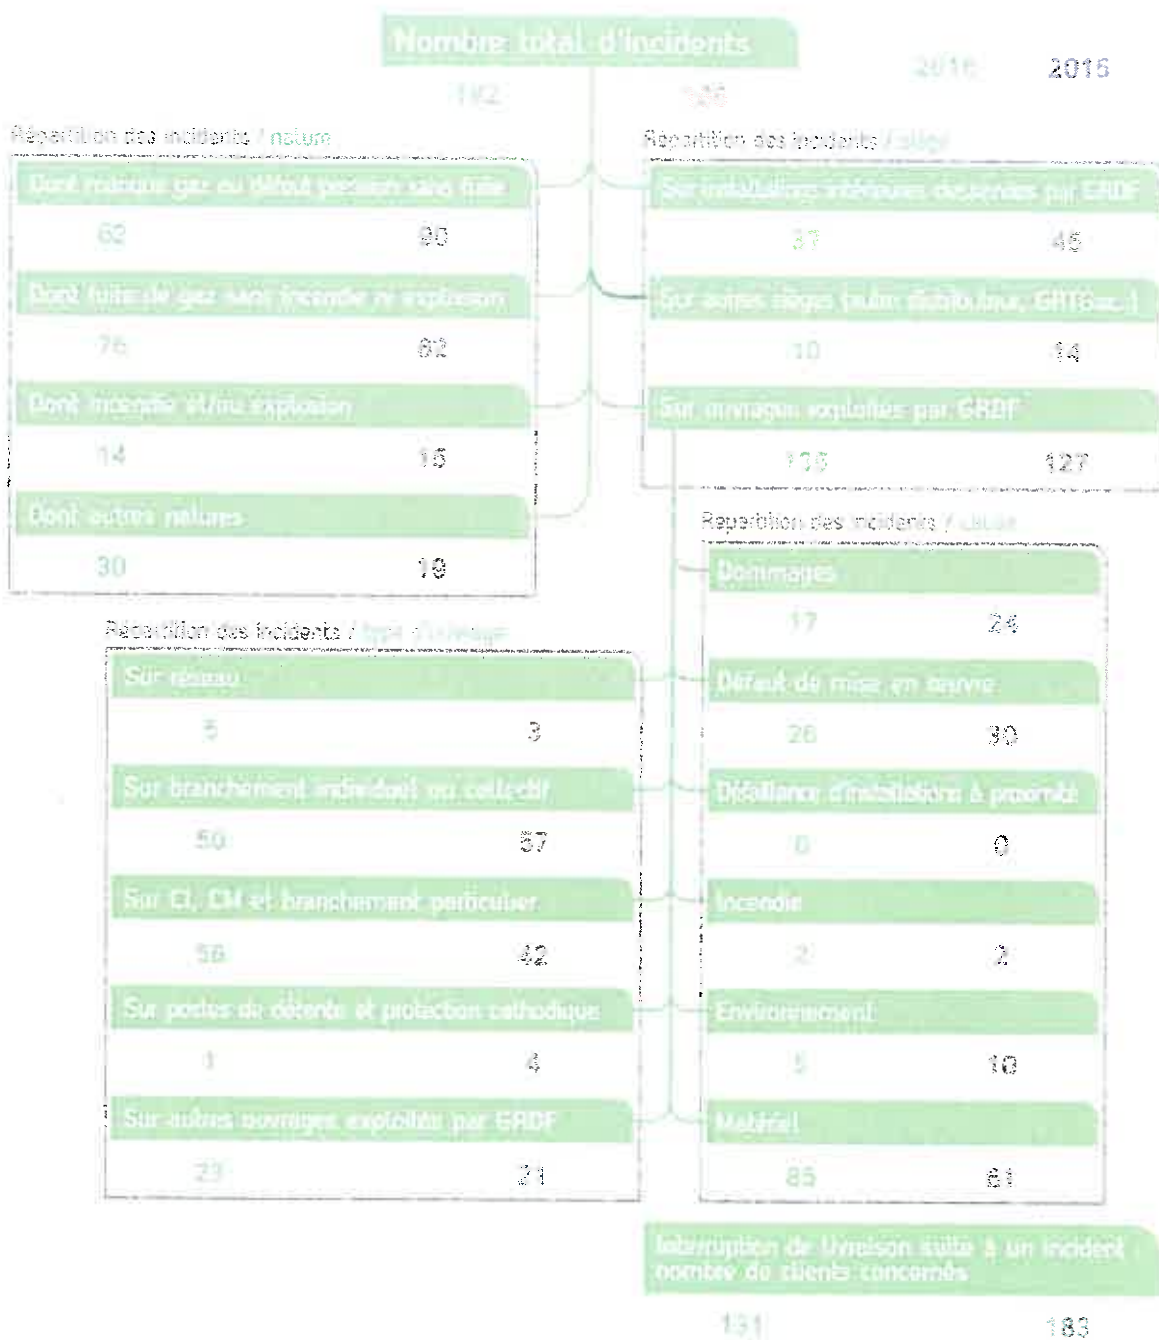 Nombre total d'incidents
2016 2015
182
Répartition des incidents / nature
Dont manque gaz ou défaut pression sans fuite
62 90
Dont fuite de gaz sans incendie ni explosion
76 62
Dont incendie et/ou explosion
14 15
Dont autres natures
30 19
Répartition des incidents / siège
Sur installations intérieures desservies par GRDF
37 45
Sur autres sièges (autre distributeur, GRTGaz...)
10 14
Sur ouvrages exploités par GRDF
135 127
Répartition des incidents / cause
Dommages
17 24
Défaut de mise en œuvre
26 30
Défaillance d'installations à proximité
0 0
Incendie
2 2
Environnement
5 10
Matériel
85 61
Répartition des incidents / type d'ouvrage
Sur réseau
5 3
Sur branchement individuel ou collectif
50 57
Sur CI, CM et branchement particulier
56 42
Sur postes de détente et protection cathodique
1 4
Sur autres ouvrages exploités par GRDF
23 21
Interruption de livraison suite à un incident :
nombre de clients concernés
131 183